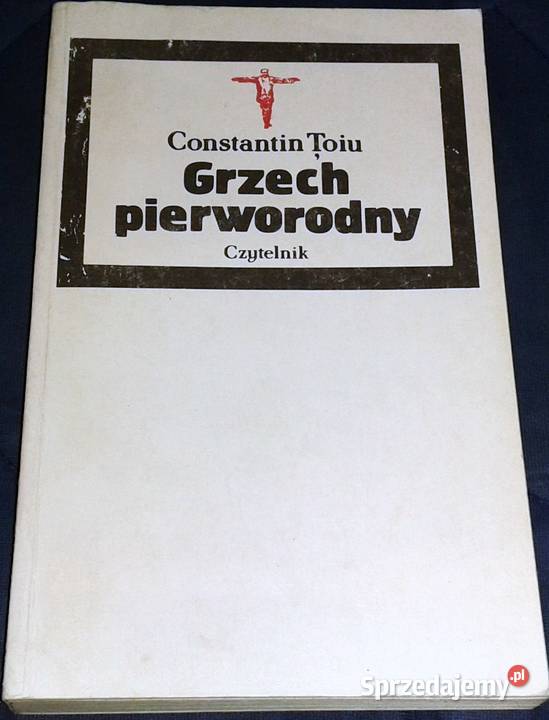 Constantin Țoiu
Grzech
pierworodny
Czytelnik
Sprzedajemy.pl